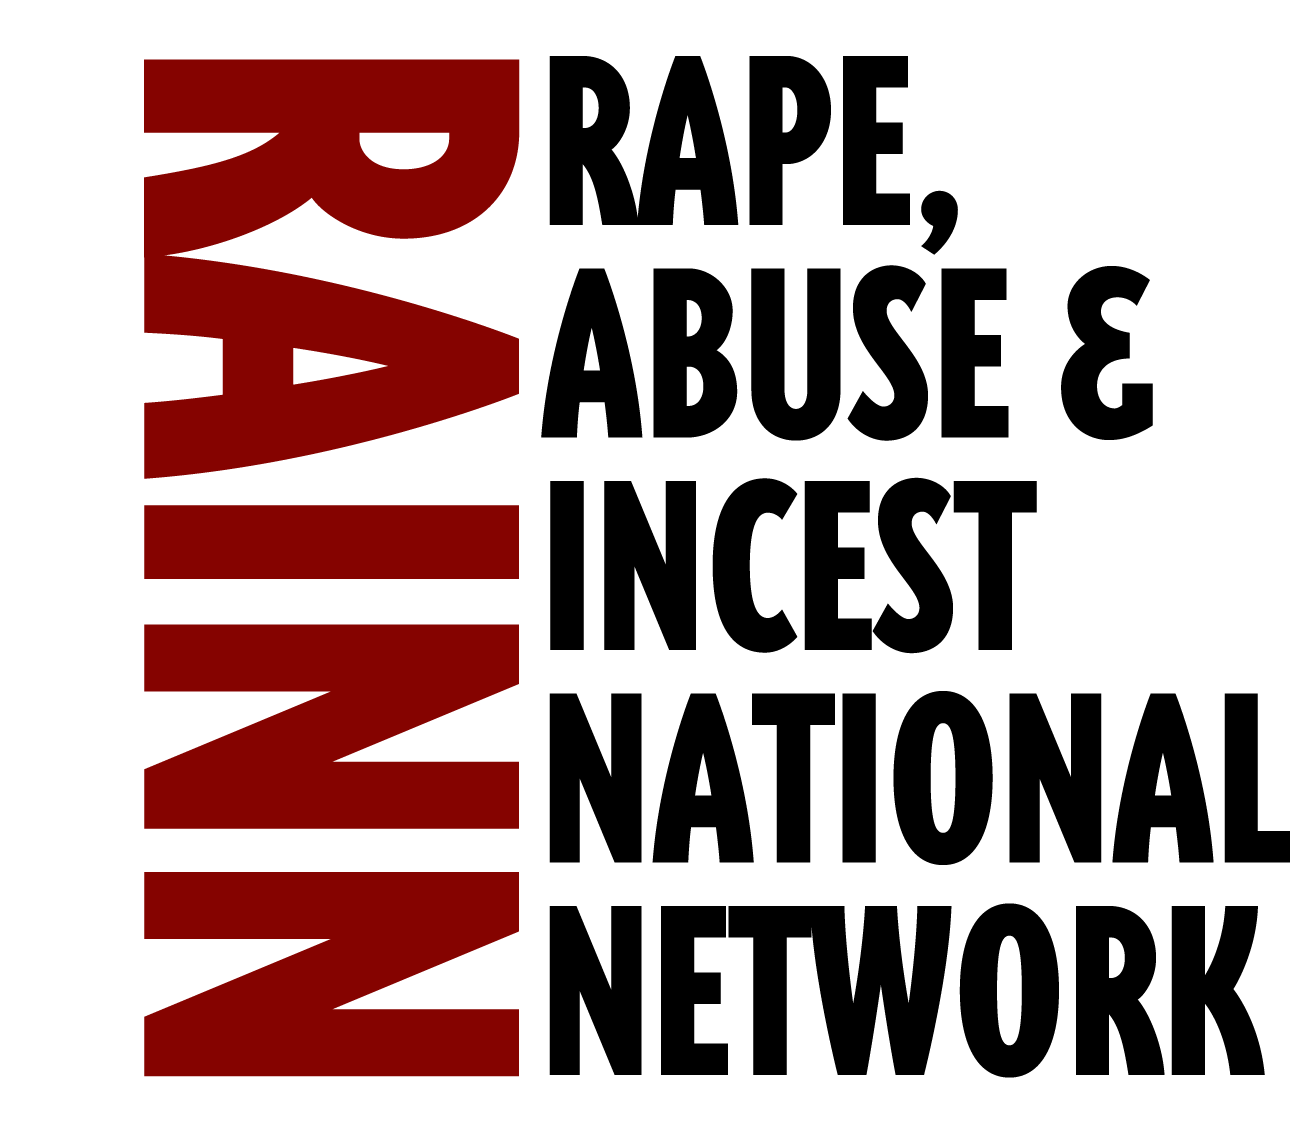 RAINN
RAPE,
ABUSE &
INCEST
NATIONAL
NETWORK